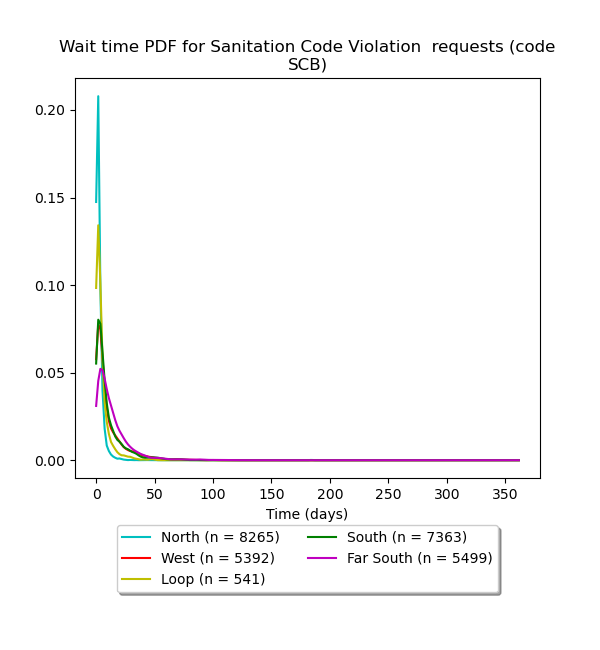 Wait time PDF for Sanitation Code Violation  requests (code
SCB)
0.20
0.15
0.10
0.05
0.00
0 50 100 150 200 250 300 350
Time (days)
North (n = 8265) South (n = 7363)
West (n = 5392) Far South (n = 5499)
Loop (n = 541)